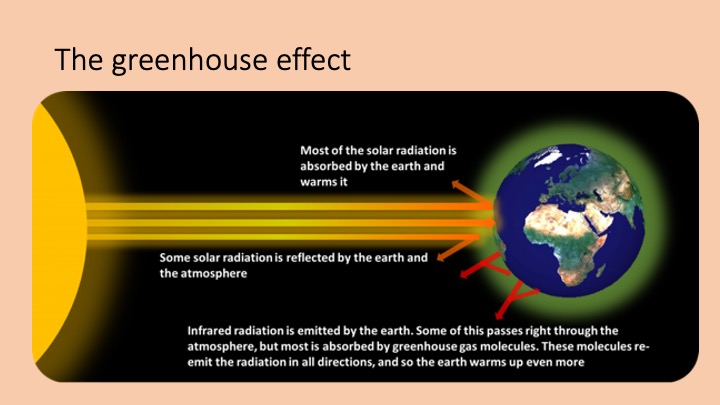 The greenhouse effect
Most of the solar radiation is
absorbed by the earth and
warms it
Some solar radiation is reflected by the earth and
the atmosphere
Infrared radiation is emitted by the earth. Some of this passes right through the
atmosphere, but most is absorbed by greenhouse gas molecules. These molecules re-
emit the radiation in all directions, and so the earth warms up even more